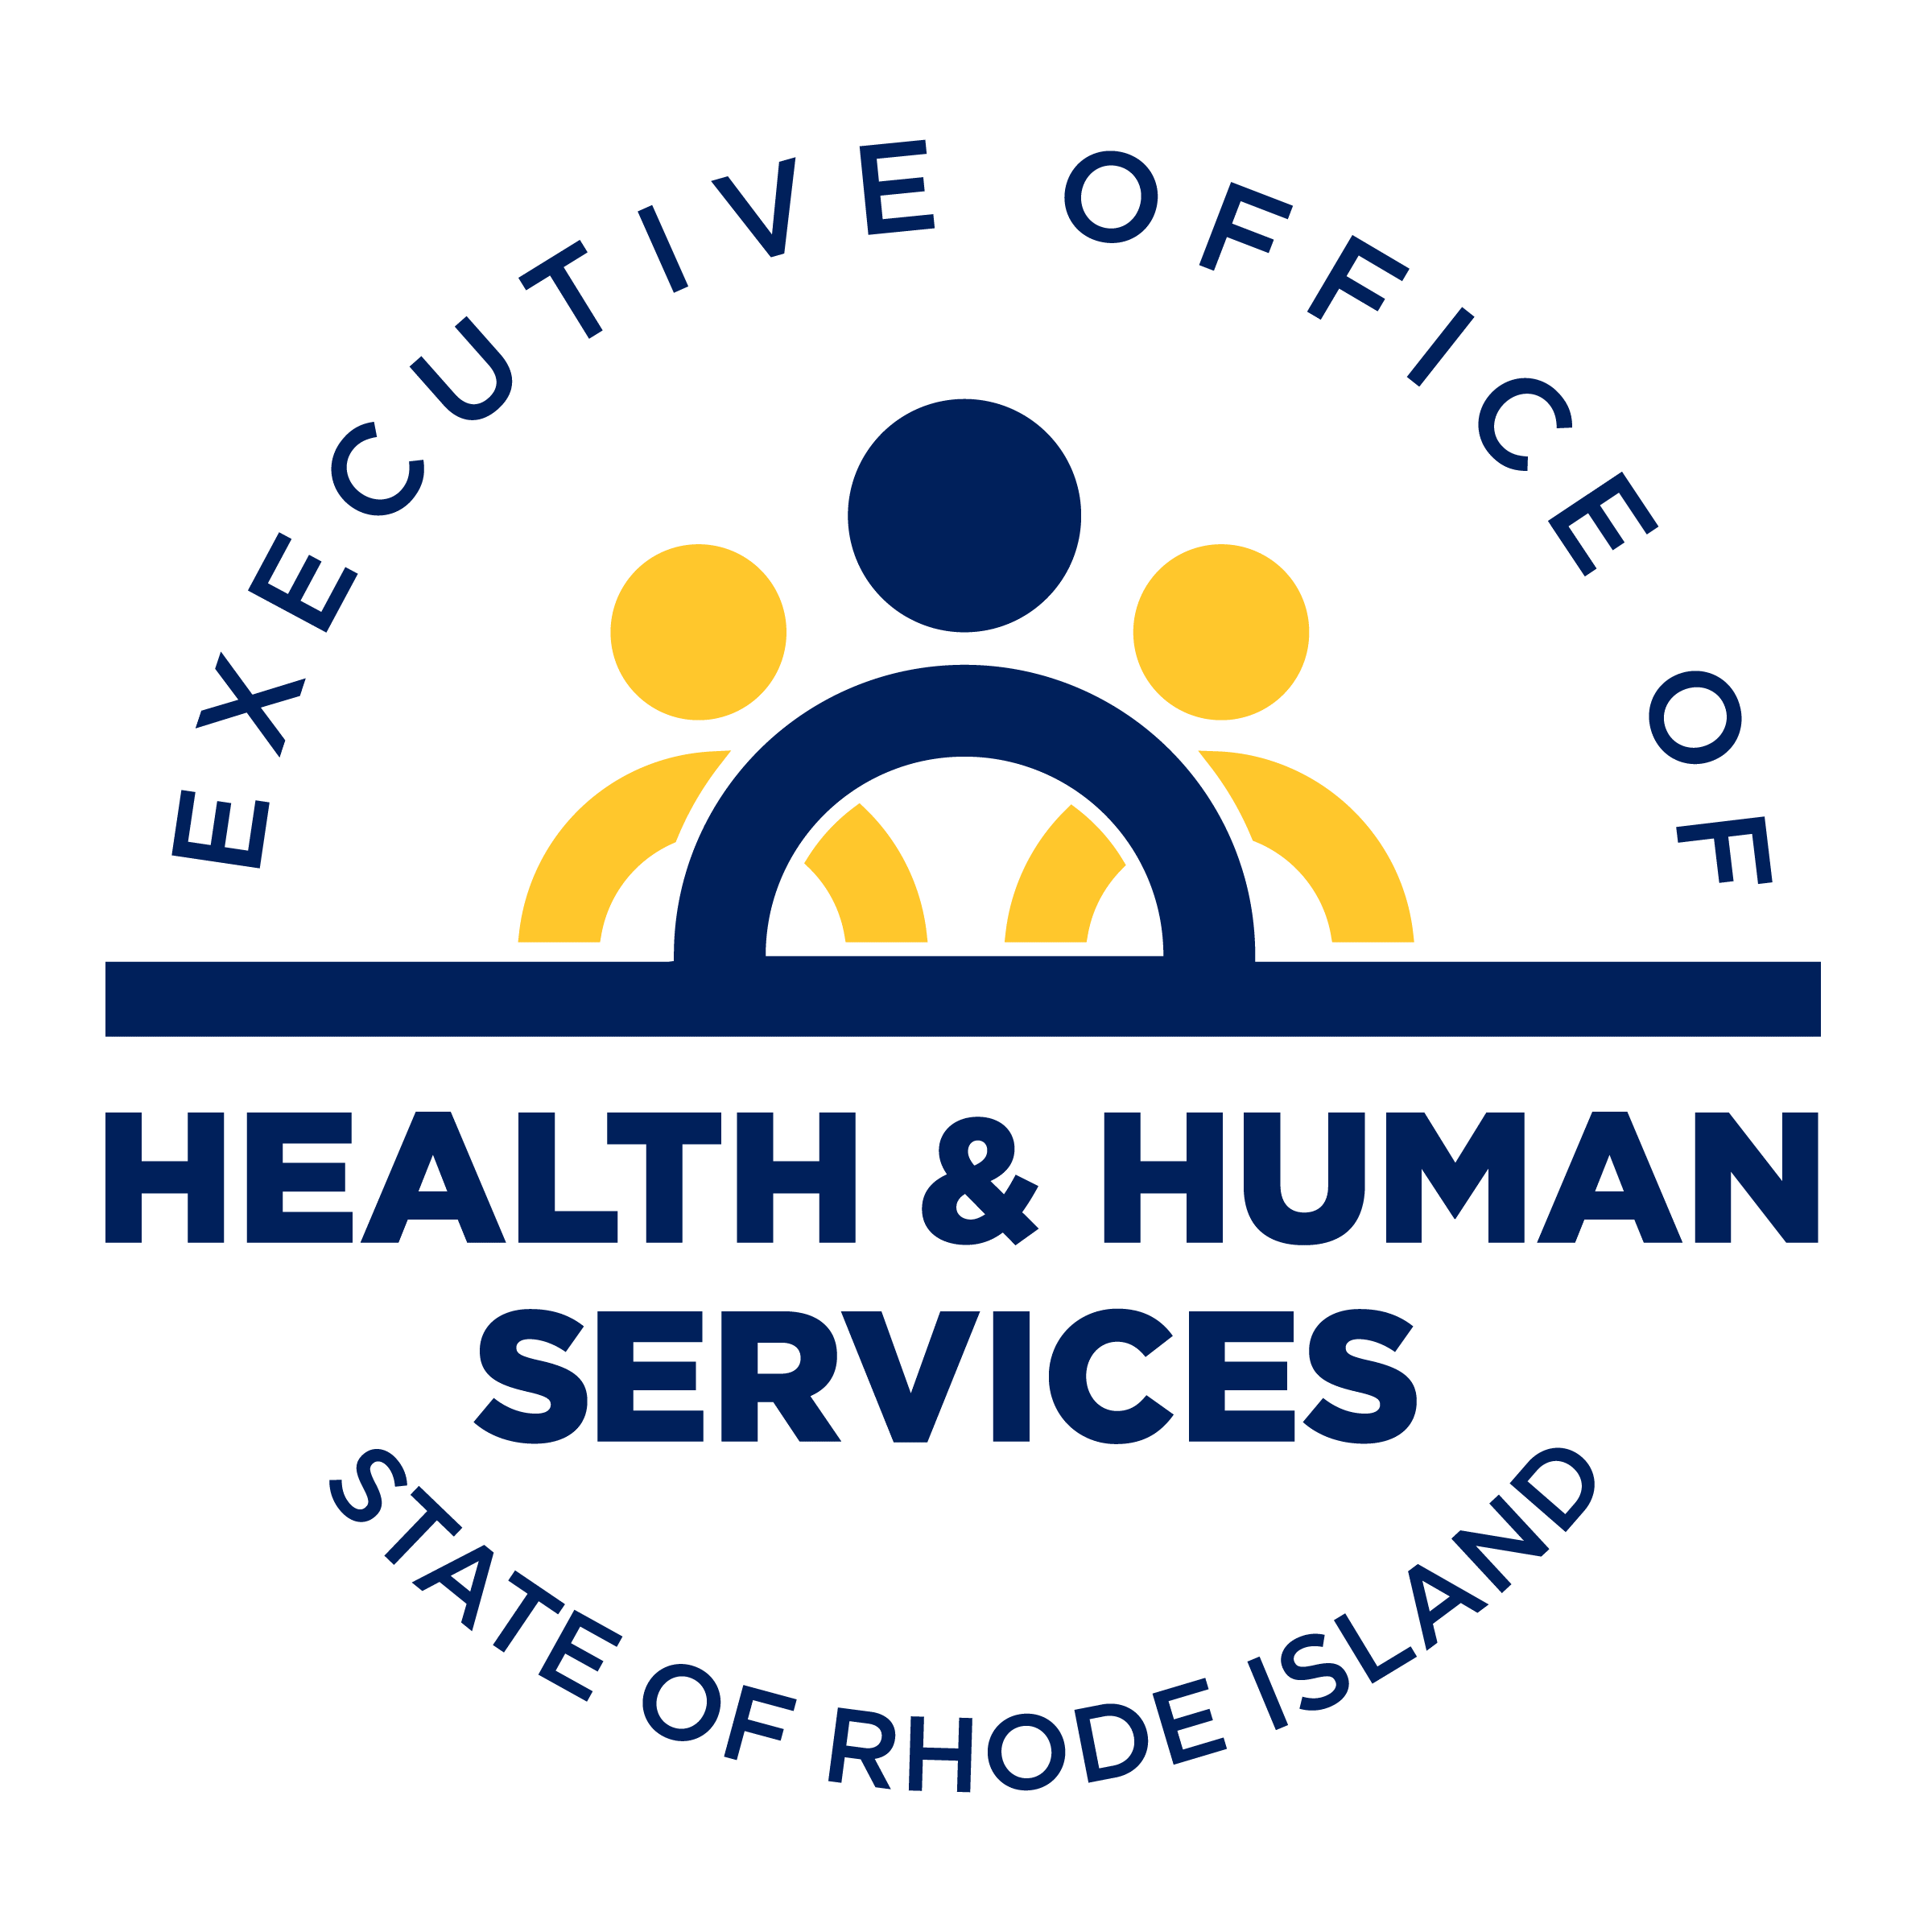 EXECUTIVE OFFICE OF
HEALTH & HUMAN
SERVICES
STATE OF RHODE ISLAND